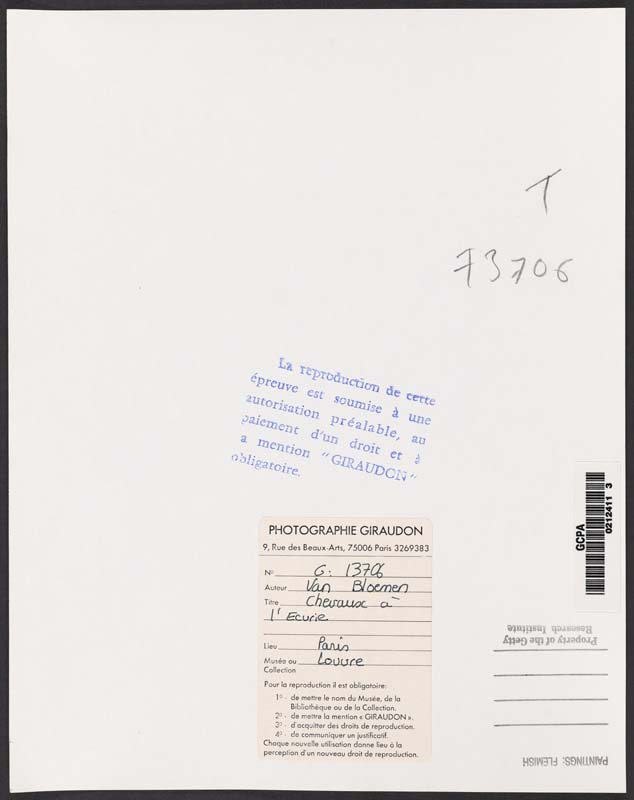 T
73706
La reproduction de cette
épreuve est soumise à une
autorisation préalable, au
paiement d'un droit et à
a mention "GIRAUDON"
obligatoire.
GCPA
0212411 3
PHOTOGRAPHIE GIRAUDON
9, Rue des Beaux-Arts, 75006 Paris 3269383
No G. 13706
Auteur Van Bloemen
Titre Chevaux à
l'Ecurie
Lieu Paris
Musée ou Louvre
Collection
Pour la reproduction il est obligatoire:
1o - de mettre le nom du Musée, de la
Bibliothèque ou de la Collection.
2o - de mettre la mention « GIRAUDON ».
3o - d'acquitter des droits de reproduction.
4o - de communiquer un justificatif.
Chaque nouvelle utilisation donne lieu à la
perception d'un nouveau droit de reproduction.
Property of the Getty
Research Institute
PAINTINGS: FLEMISH